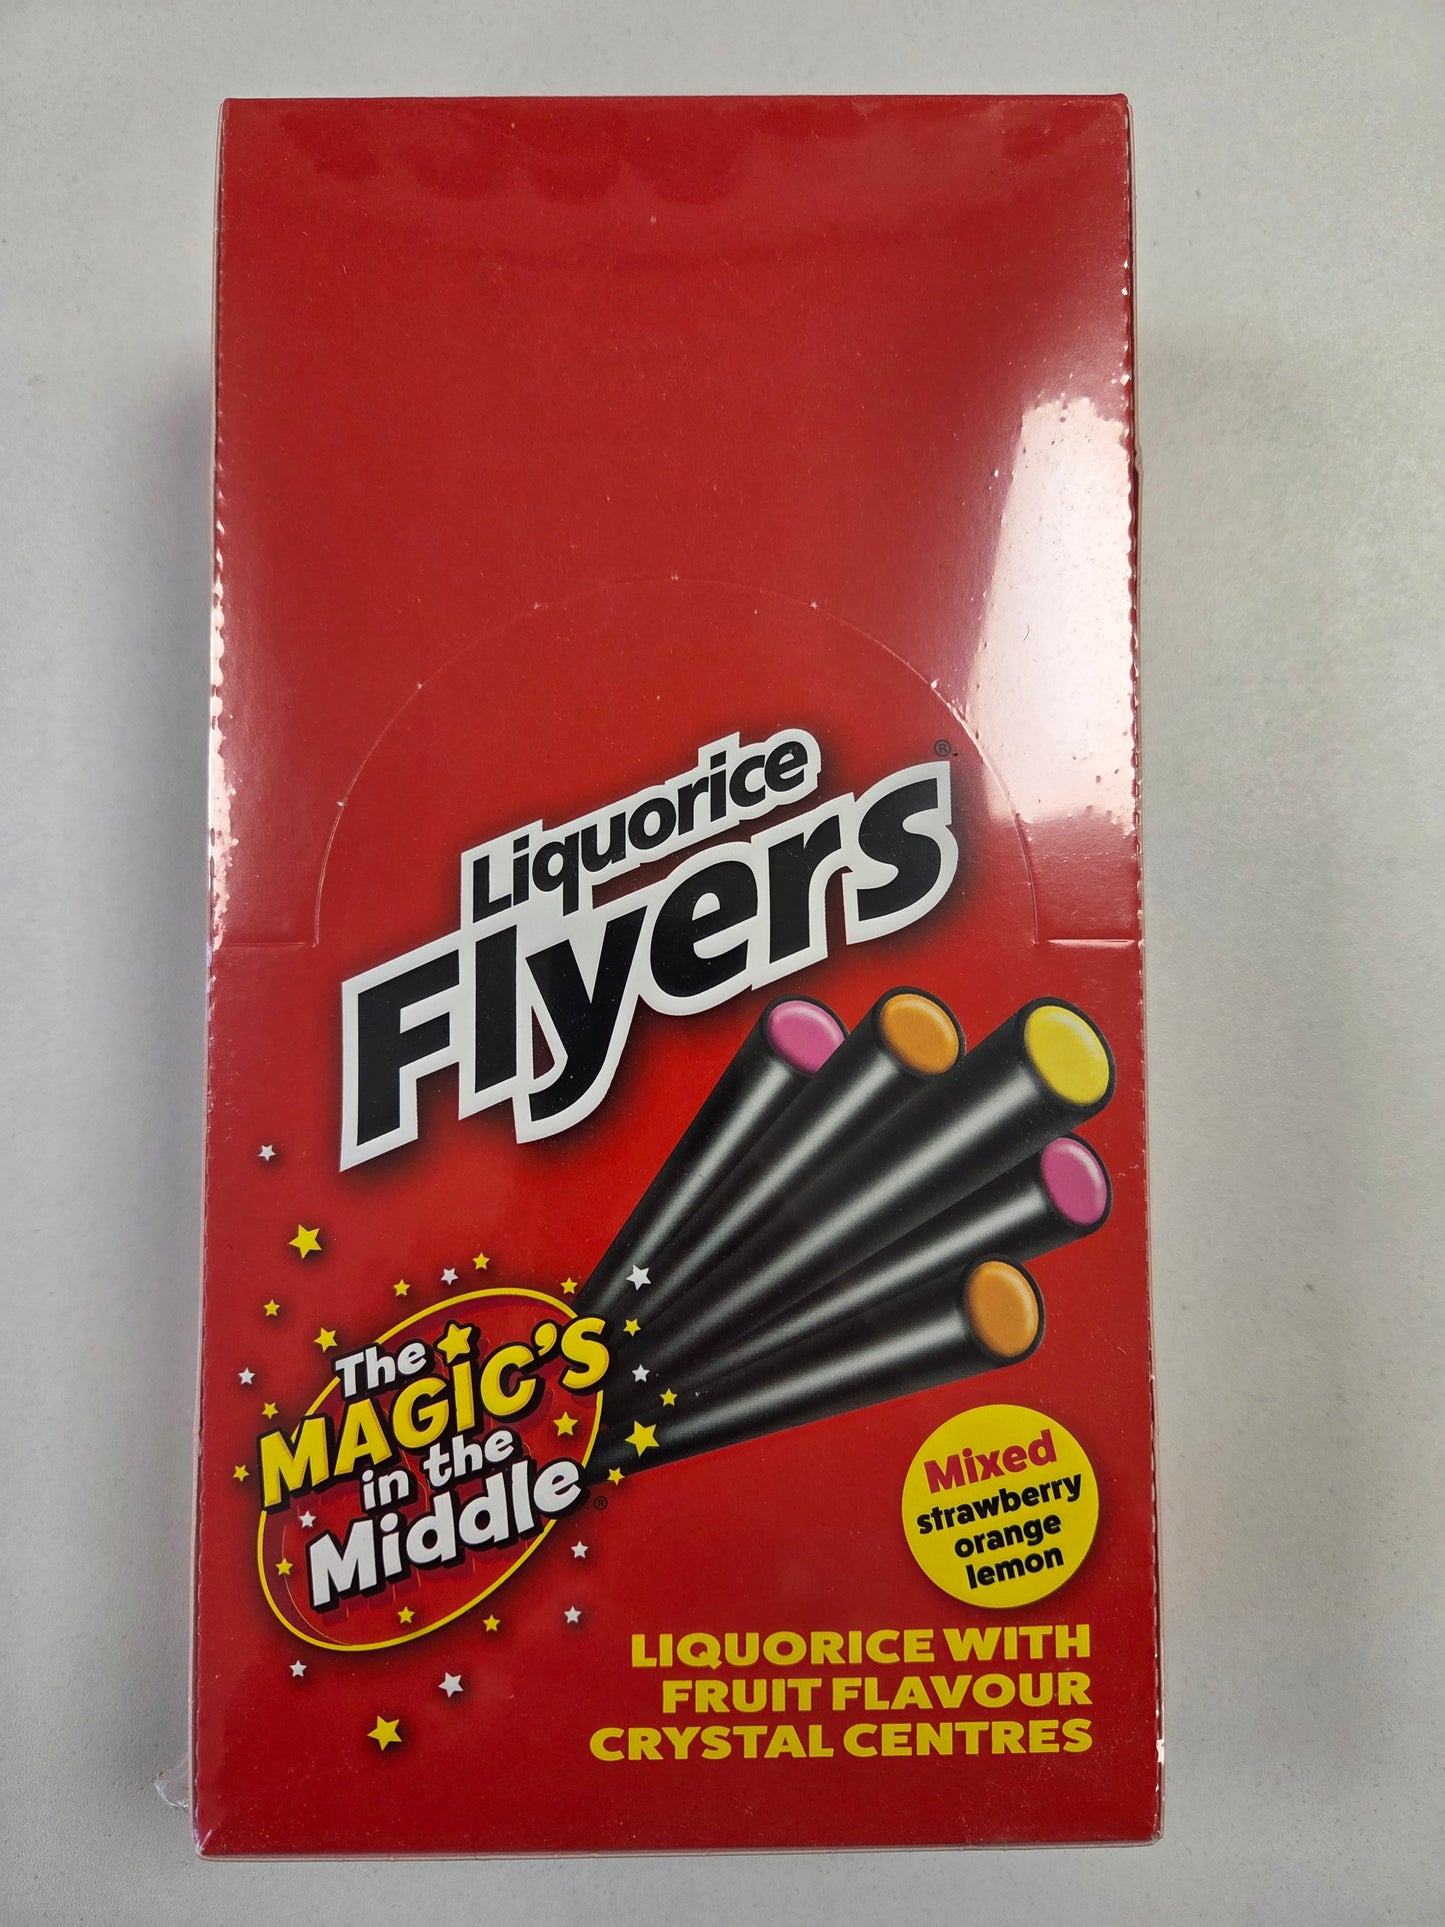 Liquorice
Flyers®
The
MAGIC'S
in the
Middle®
Mixed
strawberry
orange
lemon
LIQUORICE WITH
FRUIT FLAVOUR
CRYSTAL CENTRES